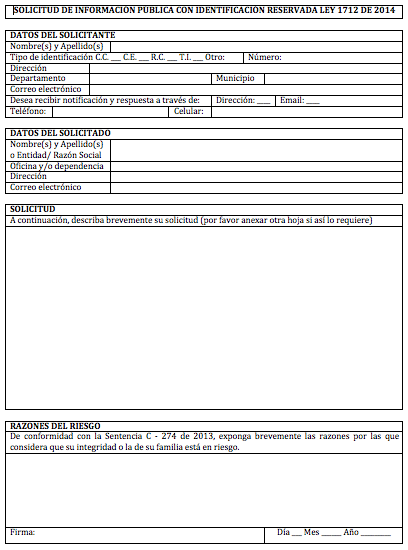 SOLICITUD DE INFORMACION PUBLICA CON IDENTIFICACION RESERVADA LEY 1712 DE 2014
DATOS DEL SOLICITANTE
Nombre(s) y Apellido(s)
Tipo de identificación C.C. __ C.E. __ R.C. __ T.I. __ Otro: Número:
Dirección
Departamento Municipio
Correo electrónico
Desea recibir notificación y respuesta a través de: Dirección: ___ Email: ___
Teléfono: Celular:
DATOS DEL SOLICITADO
Nombre(s) y Apellido(s)
o Entidad/ Razón Social
Oficina y/o dependencia
Dirección
Correo electrónico
SOLICITUD
A continuación, describa brevemente su solicitud (por favor anexar otra hoja si así lo requiere)
RAZONES DEL RIESGO
De conformidad con la Sentencia C - 274 de 2013, exponga brevemente las razones por las que
considera que su integridad o la de su familia está en riesgo.
Firma: Día ___ Mes _____ Año ________